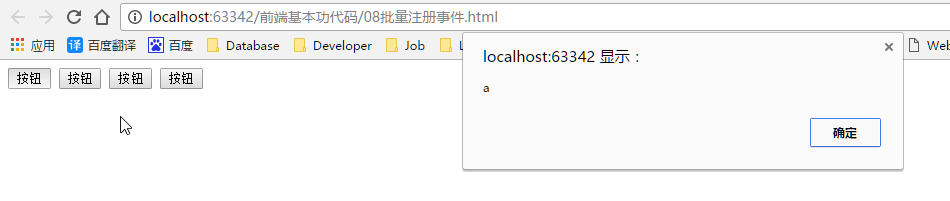 localhost:63342/前端基本功代码/08批量注册事件.html
应用 译 百度翻译 百度 Database Developer Job L Web
localhost:63342 显示：
a
确定
按钮 按钮 按钮 按钮